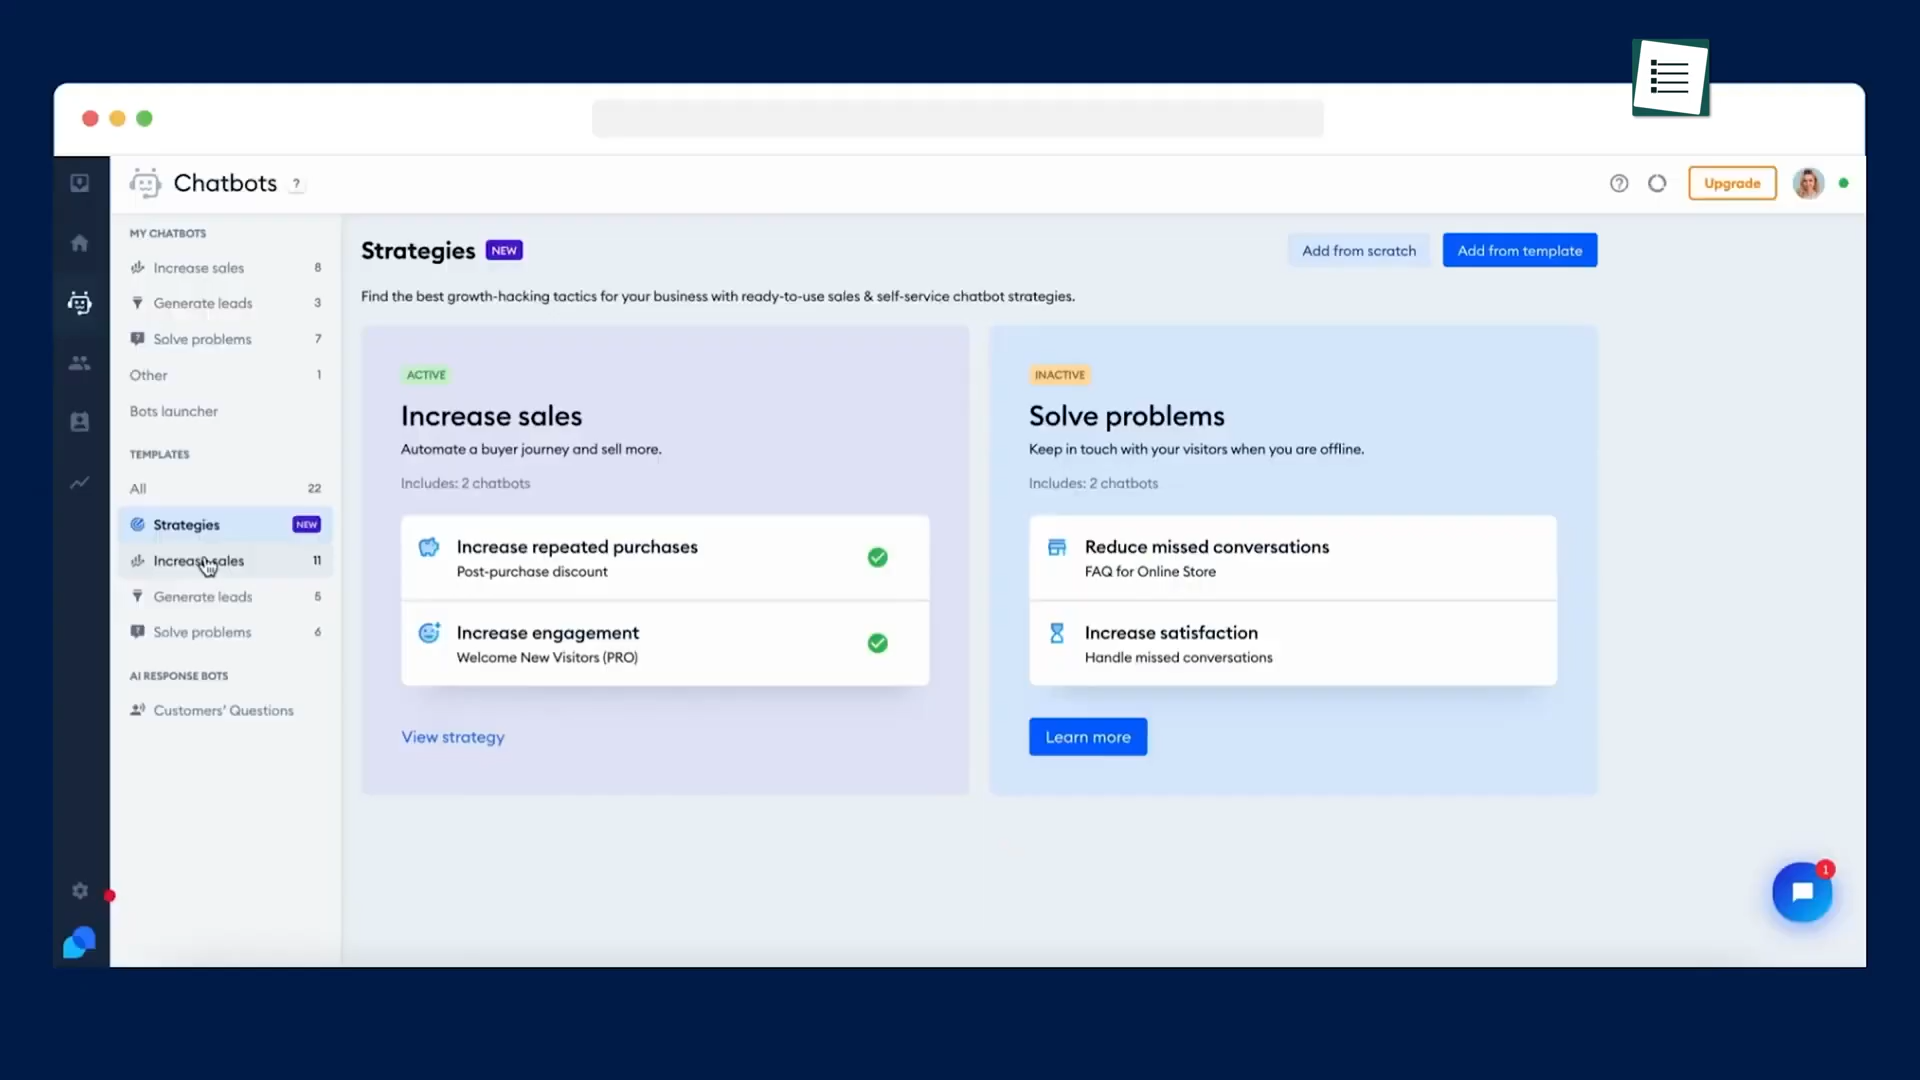 Chatbots ?
Upgrade
MY CHATBOTS
Increase sales 8
Generate leads 3
Solve problems 7
Other 1
Bots launcher
TEMPLATES
All 22
Strategies NEW
Increase sales 11
Generate leads 5
Solve problems 6
AI RESPONSE BOTS
Customers' Questions
Strategies NEW
Add from scratch
Add from template
Find the best growth-hacking tactics for your business with ready-to-use sales & self-service chatbot strategies.
ACTIVE
Increase sales
Automate a buyer journey and sell more.
Includes: 2 chatbots
Increase repeated purchases
Post-purchase discount
Increase engagement
Welcome New Visitors (PRO)
View strategy
INACTIVE
Solve problems
Keep in touch with your visitors when you are offline.
Includes: 2 chatbots
Reduce missed conversations
FAQ for Online Store
Increase satisfaction
Handle missed conversations
Learn more
1